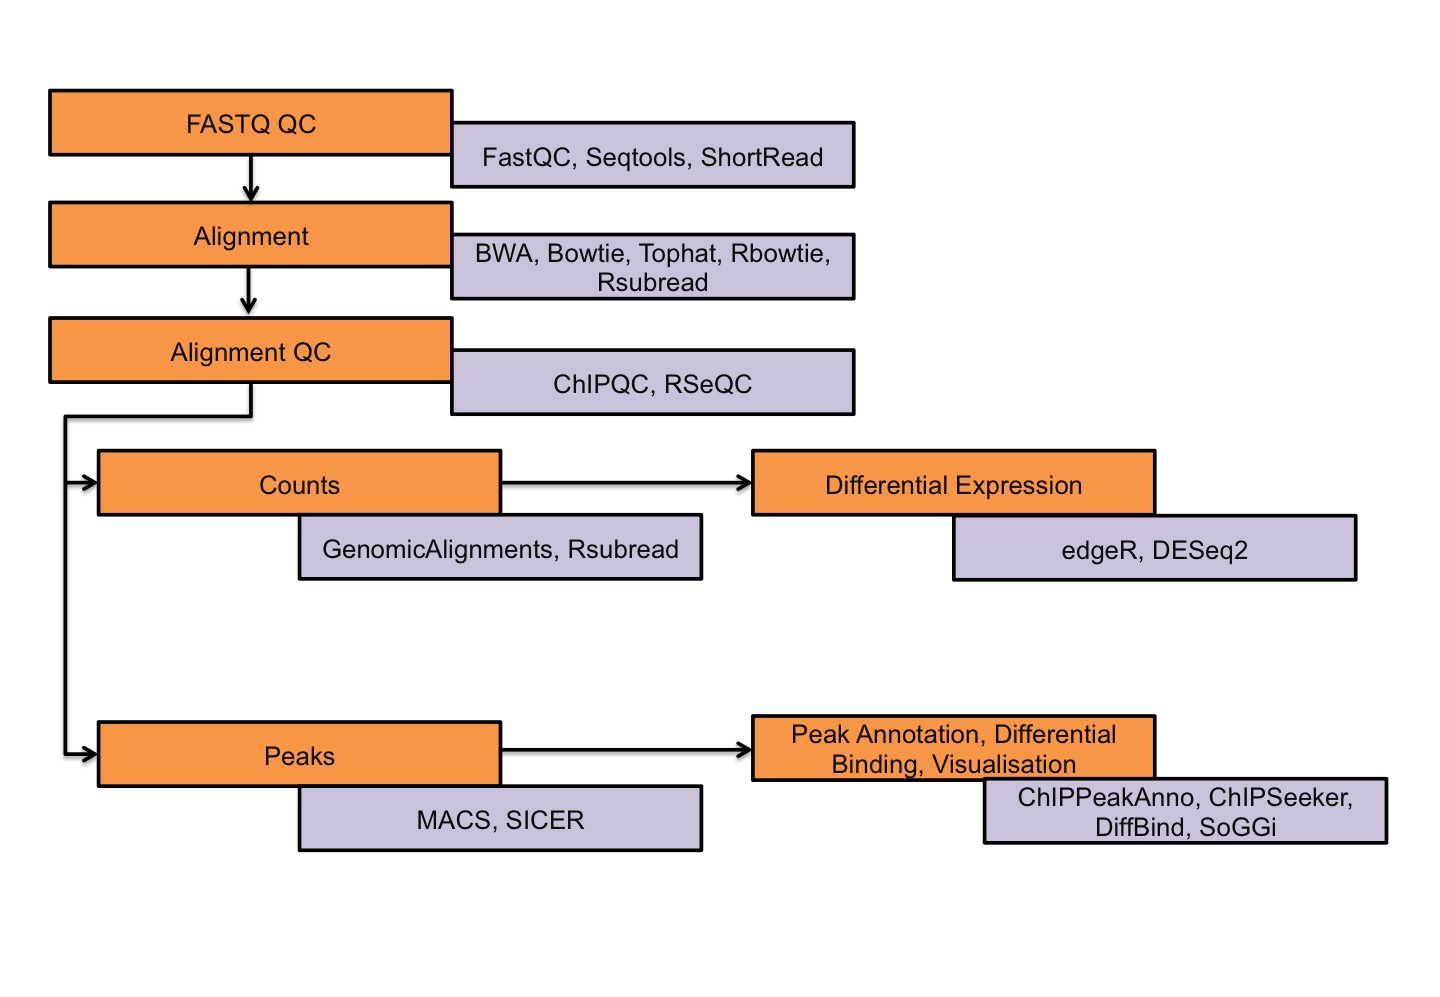 FASTQ QC
FastQC, Seqtools, ShortRead
Alignment
BWA, Bowtie, Tophat, Rbowtie,
Rsubread
Alignment QC
ChIPQC, RSeQC
Counts
Differential Expression
GenomicAlignments, Rsubread
edgeR, DESeq2
Peaks
Peak Annotation, Differential
Binding, Visualisation
MACS, SICER
ChIPPeakAnno, ChIPSeeker,
DiffBind, SoGGi